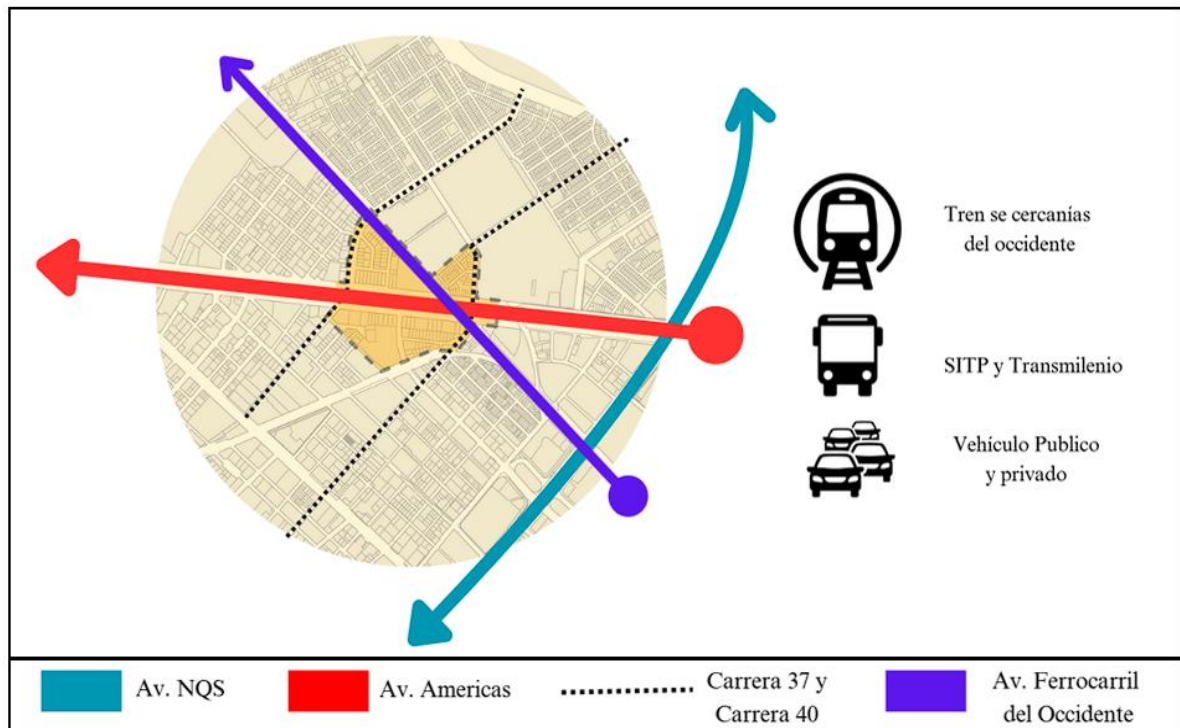 Tren se cercanías
del occidente
SITP y Transmilenio
Vehículo Publico
y privado
Av. NQS
Av. Americas
Carrera 37 y
Carrera 40
Av. Ferrocarril
del Occidente